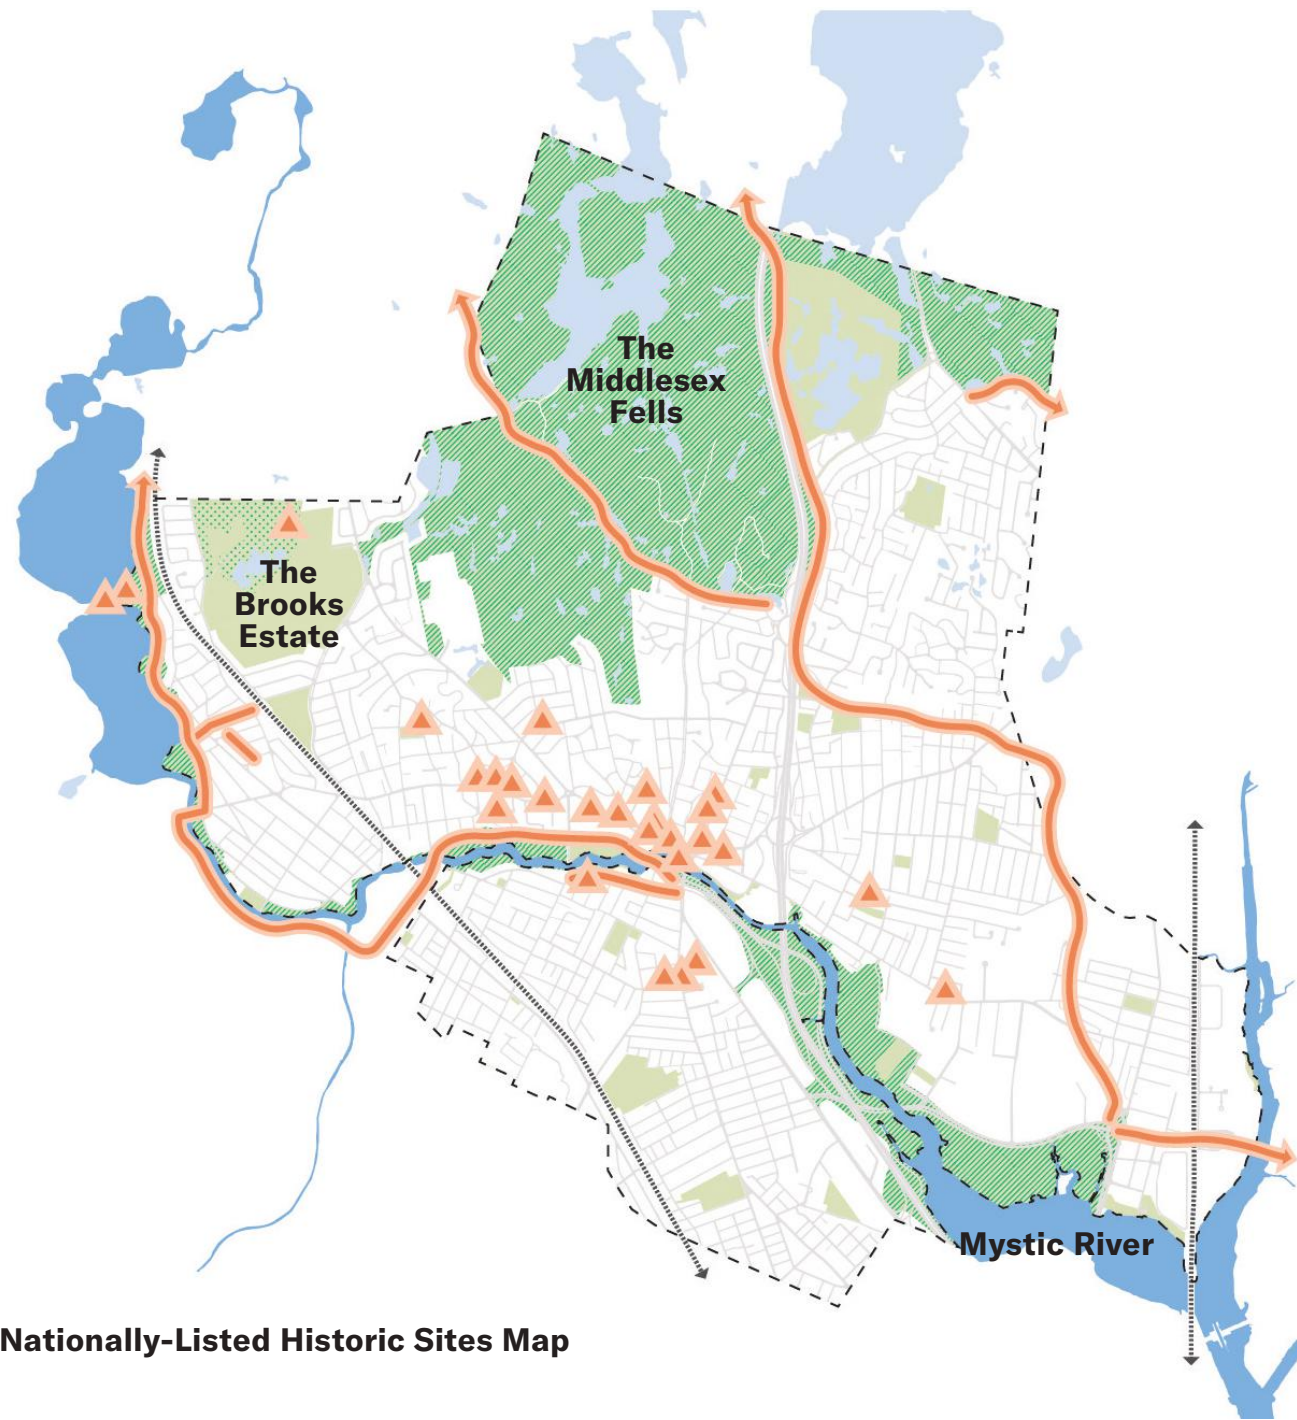 The
Middlesex
Fells
The
Brooks
Estate
Mystic River
Nationally-Listed Historic Sites Map